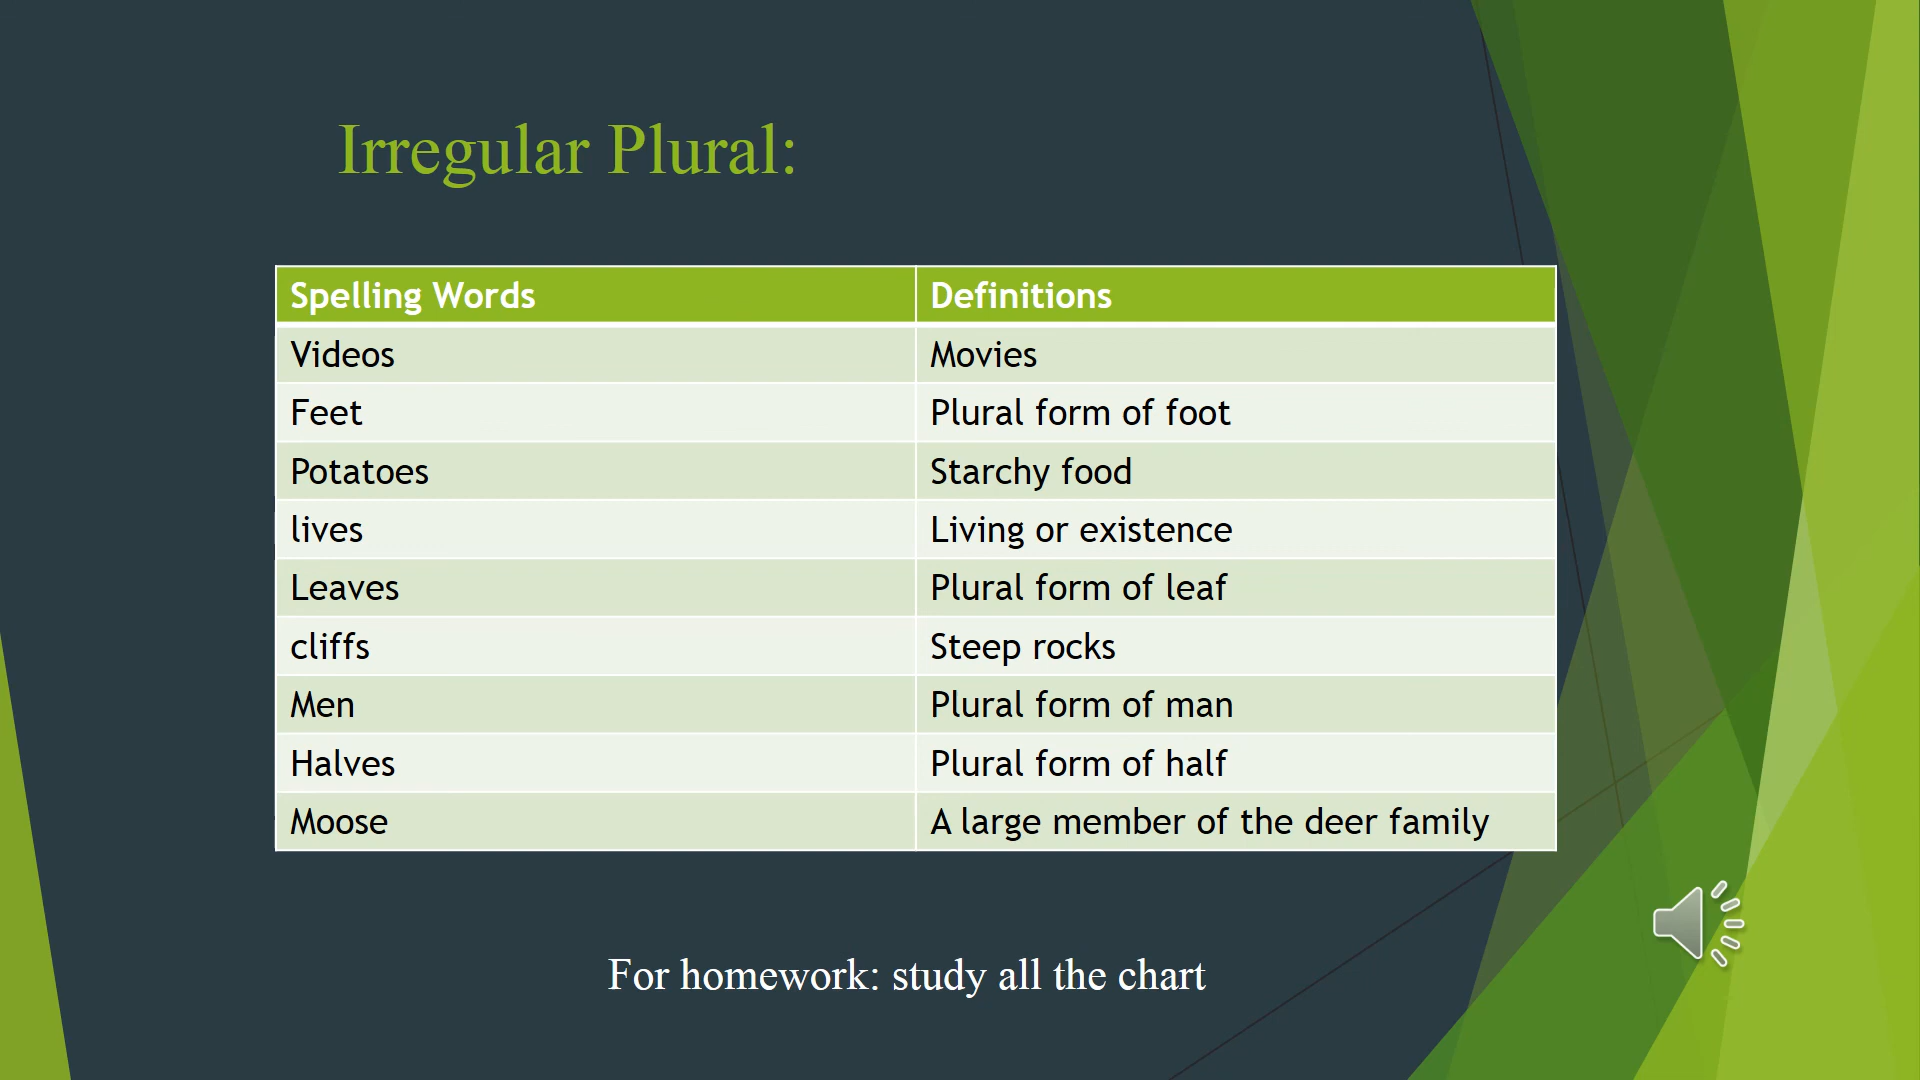 Irregular Plural:
Spelling Words Definitions
Videos Movies
Feet Plural form of foot
Potatoes Starchy food
lives Living or existence
Leaves Plural form of leaf
cliffs Steep rocks
Men Plural form of man
Halves Plural form of half
Moose A large member of the deer family
For homework: study all the chart